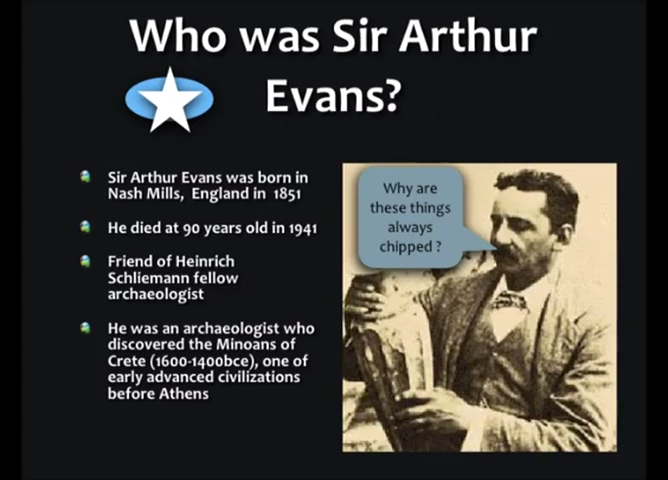 Who was Sir Arthur
Evans?
Sir Arthur Evans was born in
Nash Mills, England in 1851
He died at 90 years old in 1941
Friend of Heinrich
Schliemann fellow
archaeologist
He was an archaeologist who
discovered the Minoans of
Crete (1600-1400bce), one of
early advanced civilizations
before Athens
Why are
these things
always
chipped ?